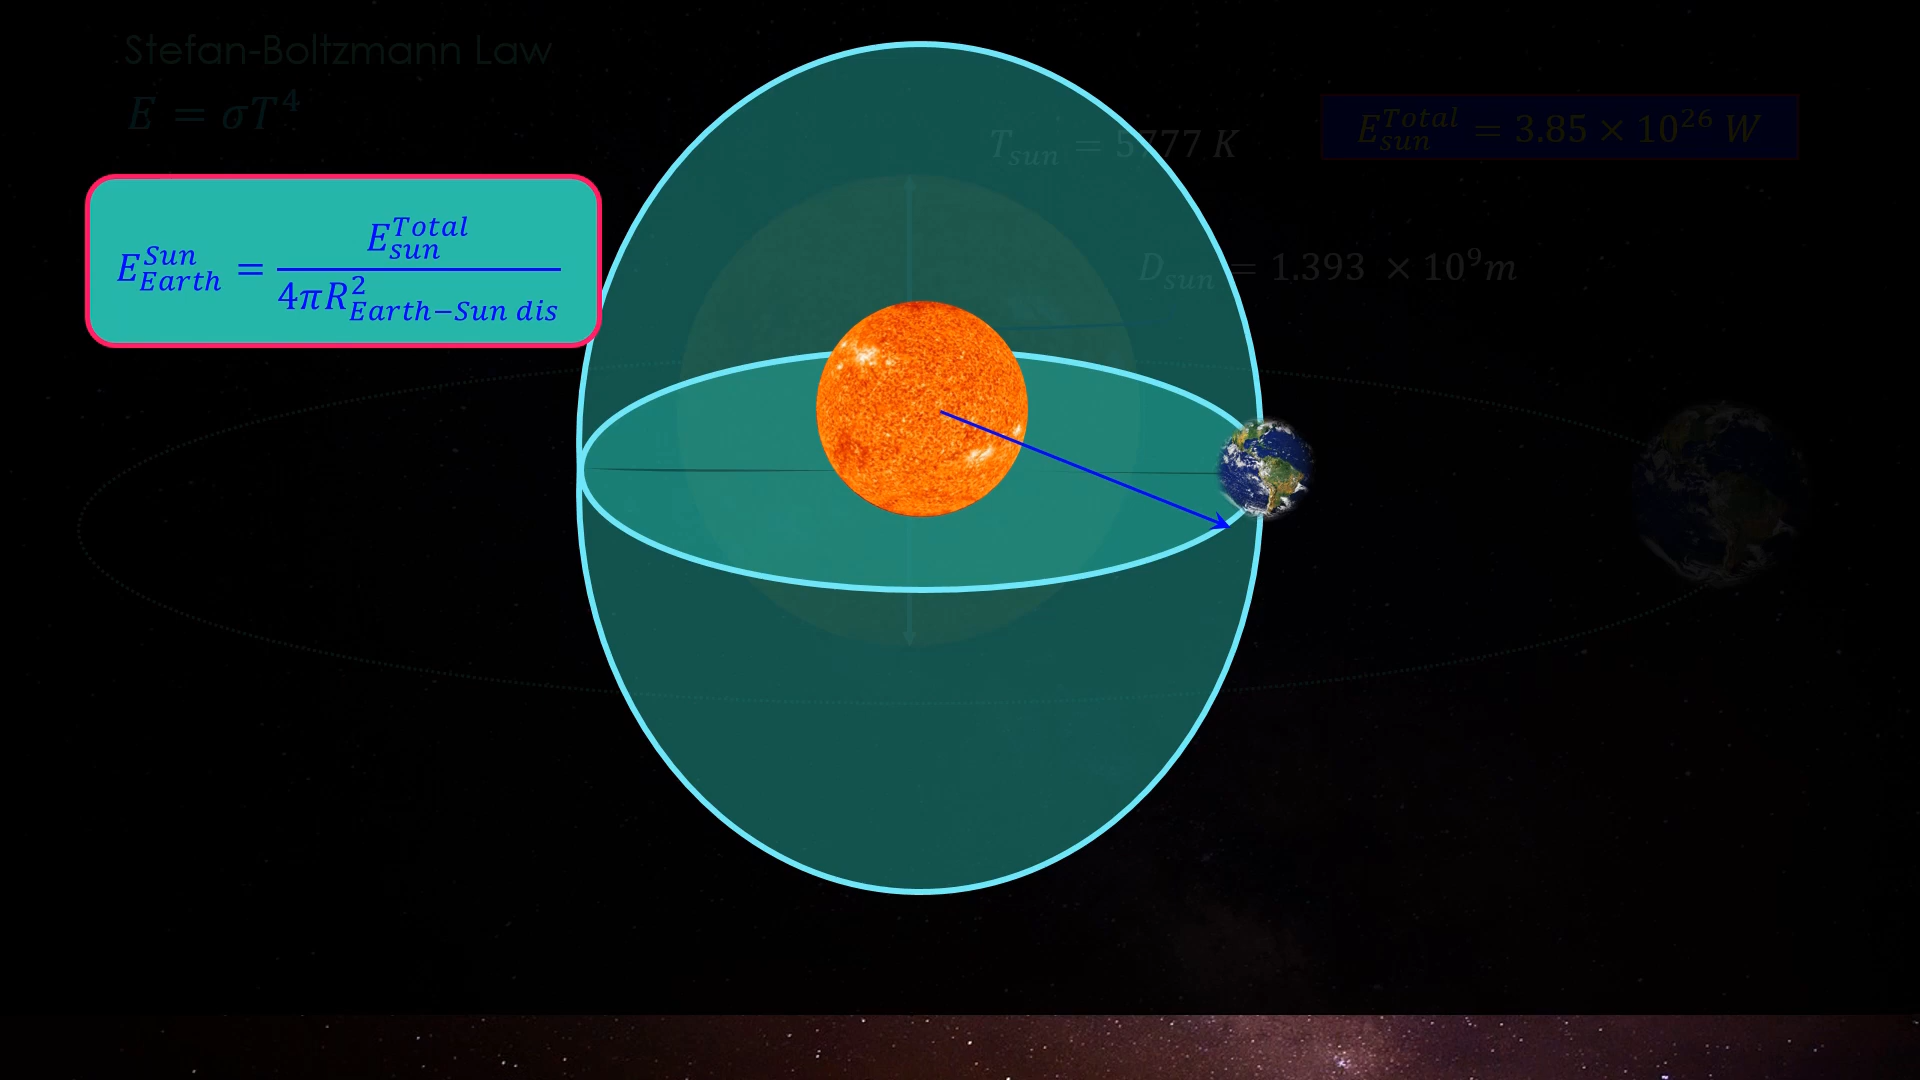 Stefan-Boltzmann Law
E = σT⁴
T_sun = 5777 K
E_sun^Total = 3.85 × 10²⁶ W
E_Earth^Sun = E_sun^Total / 4πR²_Earth−Sun dis
D_sun = 1.393 × 10⁹m